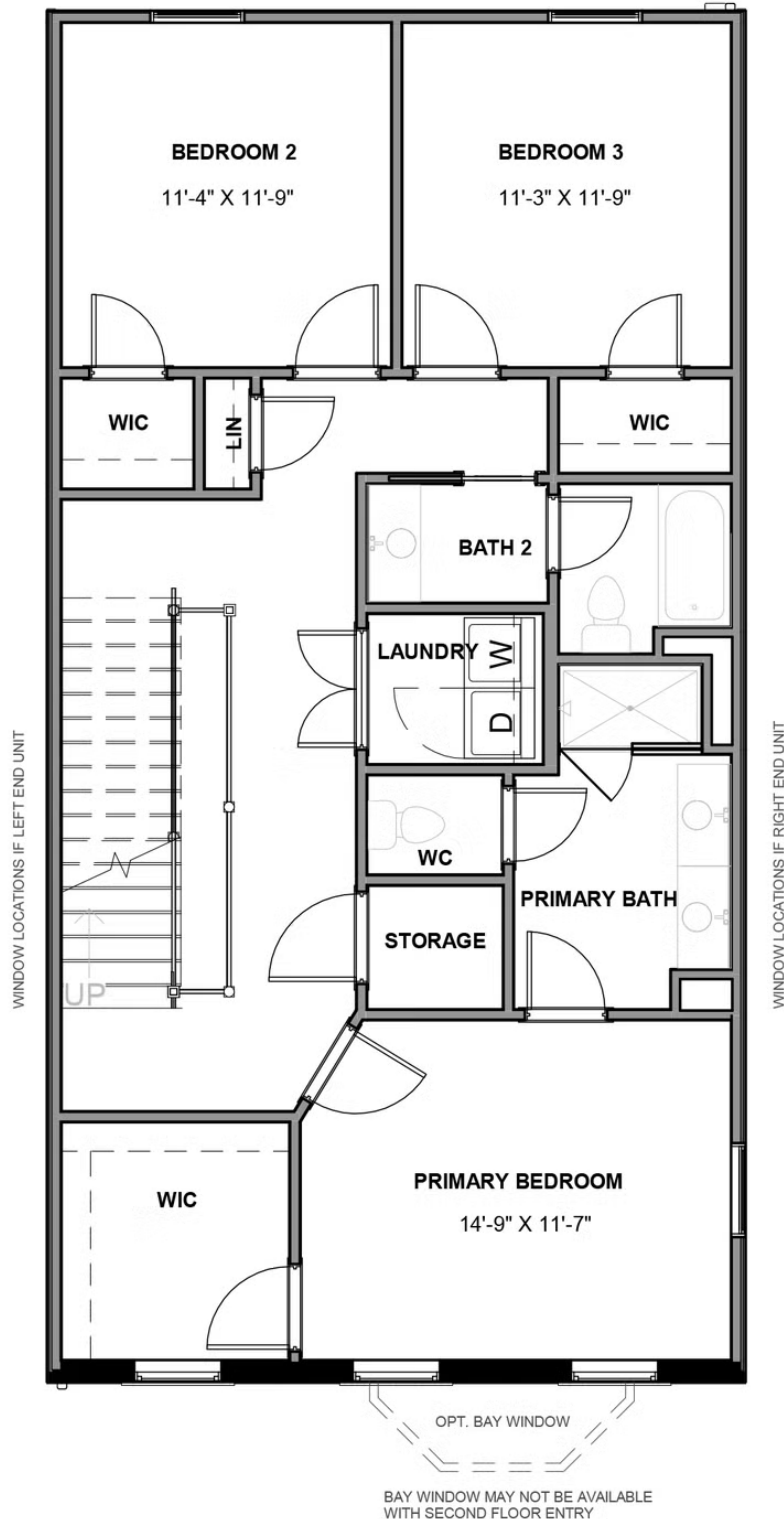 BEDROOM 2
11'-4" X 11'-9"
BEDROOM 3
11'-3" X 11'-9"
WIC
LIN
WIC
BATH 2
LAUNDRY
W
D
WINDOW LOCATIONS IF LEFT END UNIT
WINDOW LOCATIONS IF RIGHT END UNIT
WC
PRIMARY BATH
STORAGE
UP
PRIMARY BEDROOM
14'-9" X 11'-7"
WIC
OPT. BAY WINDOW
BAY WINDOW MAY NOT BE AVAILABLE
WITH SECOND FLOOR ENTRY